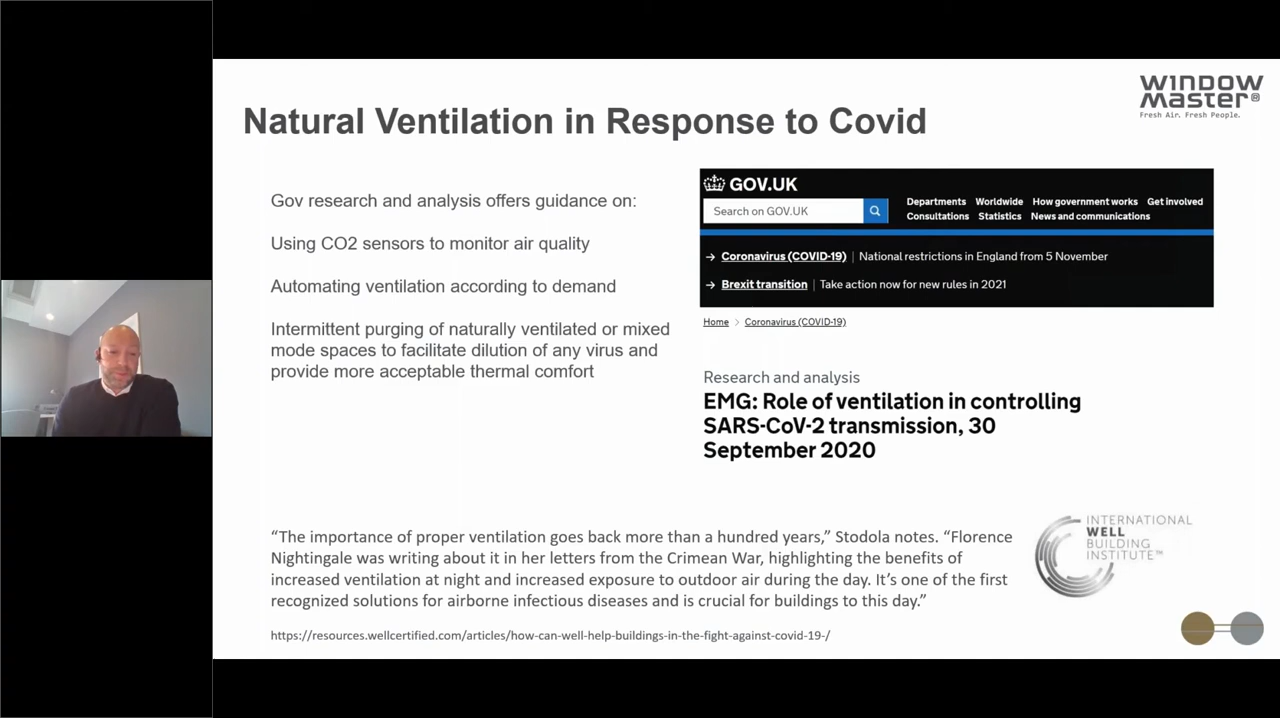 WINDOW
MASTER®
Fresh Air. Fresh People.
Natural Ventilation in Response to Covid
Gov research and analysis offers guidance on:
Using CO2 sensors to monitor air quality
Automating ventilation according to demand
Intermittent purging of naturally ventilated or mixed
mode spaces to facilitate dilution of any virus and
provide more acceptable thermal comfort
GOV.UK
Search on GOV.UK
Departments Worldwide How government works Get involved
Consultations Statistics News and communications
→ Coronavirus (COVID-19) | National restrictions in England from 5 November
→ Brexit transition | Take action now for new rules in 2021
Home > Coronavirus (COVID-19)
Research and analysis
EMG: Role of ventilation in controlling
SARS-CoV-2 transmission, 30
September 2020
“The importance of proper ventilation goes back more than a hundred years,” Stodola notes. “Florence
Nightingale was writing about it in her letters from the Crimean War, highlighting the benefits of
increased ventilation at night and increased exposure to outdoor air during the day. It’s one of the first
recognized solutions for airborne infectious diseases and is crucial for buildings to this day.”
INTERNATIONAL
WELL
BUILDING
INSTITUTE™
https://resources.wellcertified.com/articles/how-can-well-help-buildings-in-the-fight-against-covid-19-/